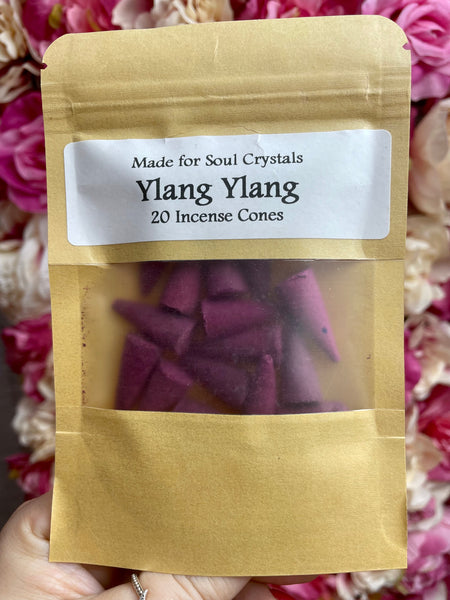 Made for Soul Crystals
Ylang Ylang
20 Incense Cones